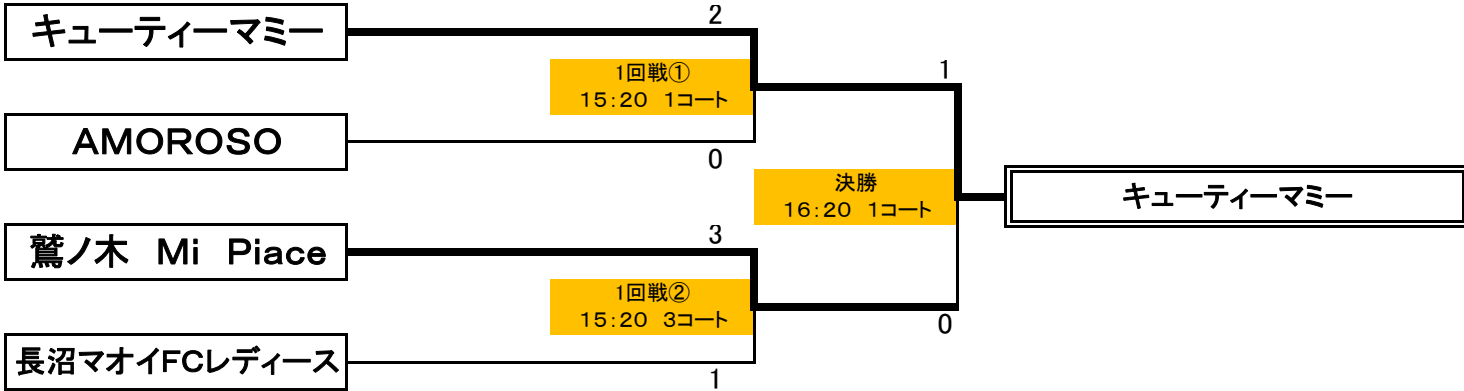 キューティーマミー
2
1回戦①
15:20 1コート
1
AMOROSO
0
決勝
16:20 1コート
キューティーマミー
鷲ノ木 Mi Piace
3
1回戦②
15:20 3コート
0
長沼マオイFCレディース
1